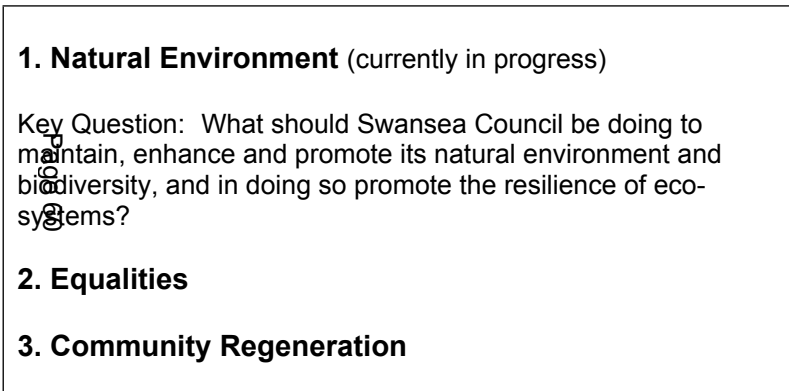 1. Natural Environment (currently in progress)
Key Question: What should Swansea Council be doing to
maintain, enhance and promote its natural environment and
biodiversity, and in doing so promote the resilience of eco-
systems?
Page 60
2. Equalities
3. Community Regeneration